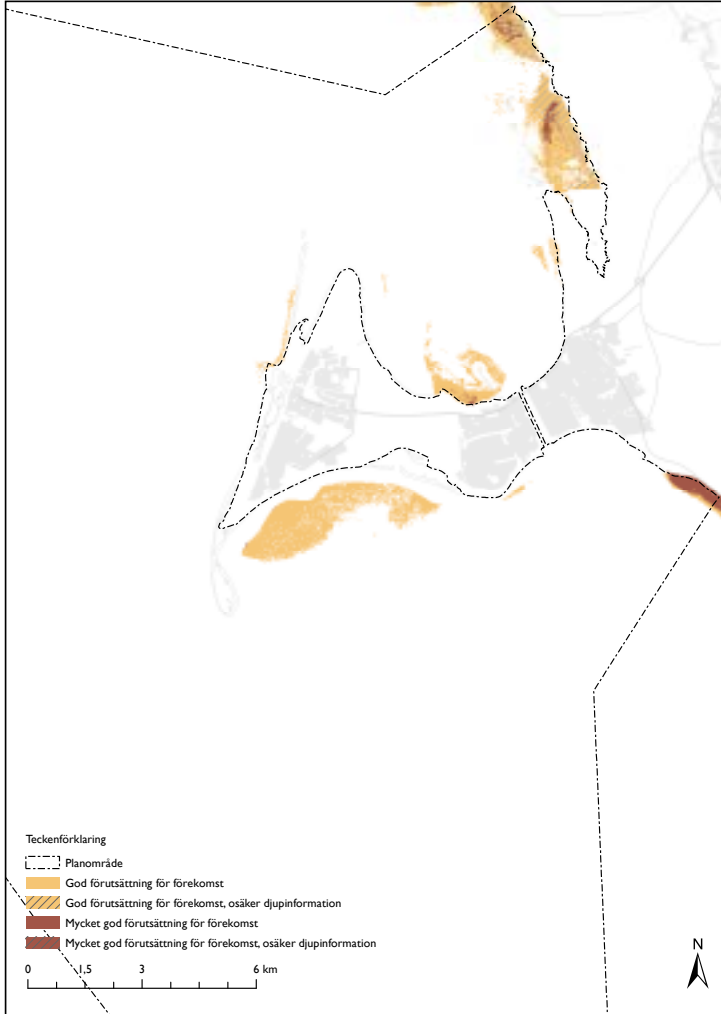 Teckenförklaring
Planområde
God förutsättning för förekomst
God förutsättning för förekomst, osäker djupinformation
Mycket god förutsättning för förekomst
Mycket god förutsättning för förekomst, osäker djupinformation
0 1,5 3 6 km
N